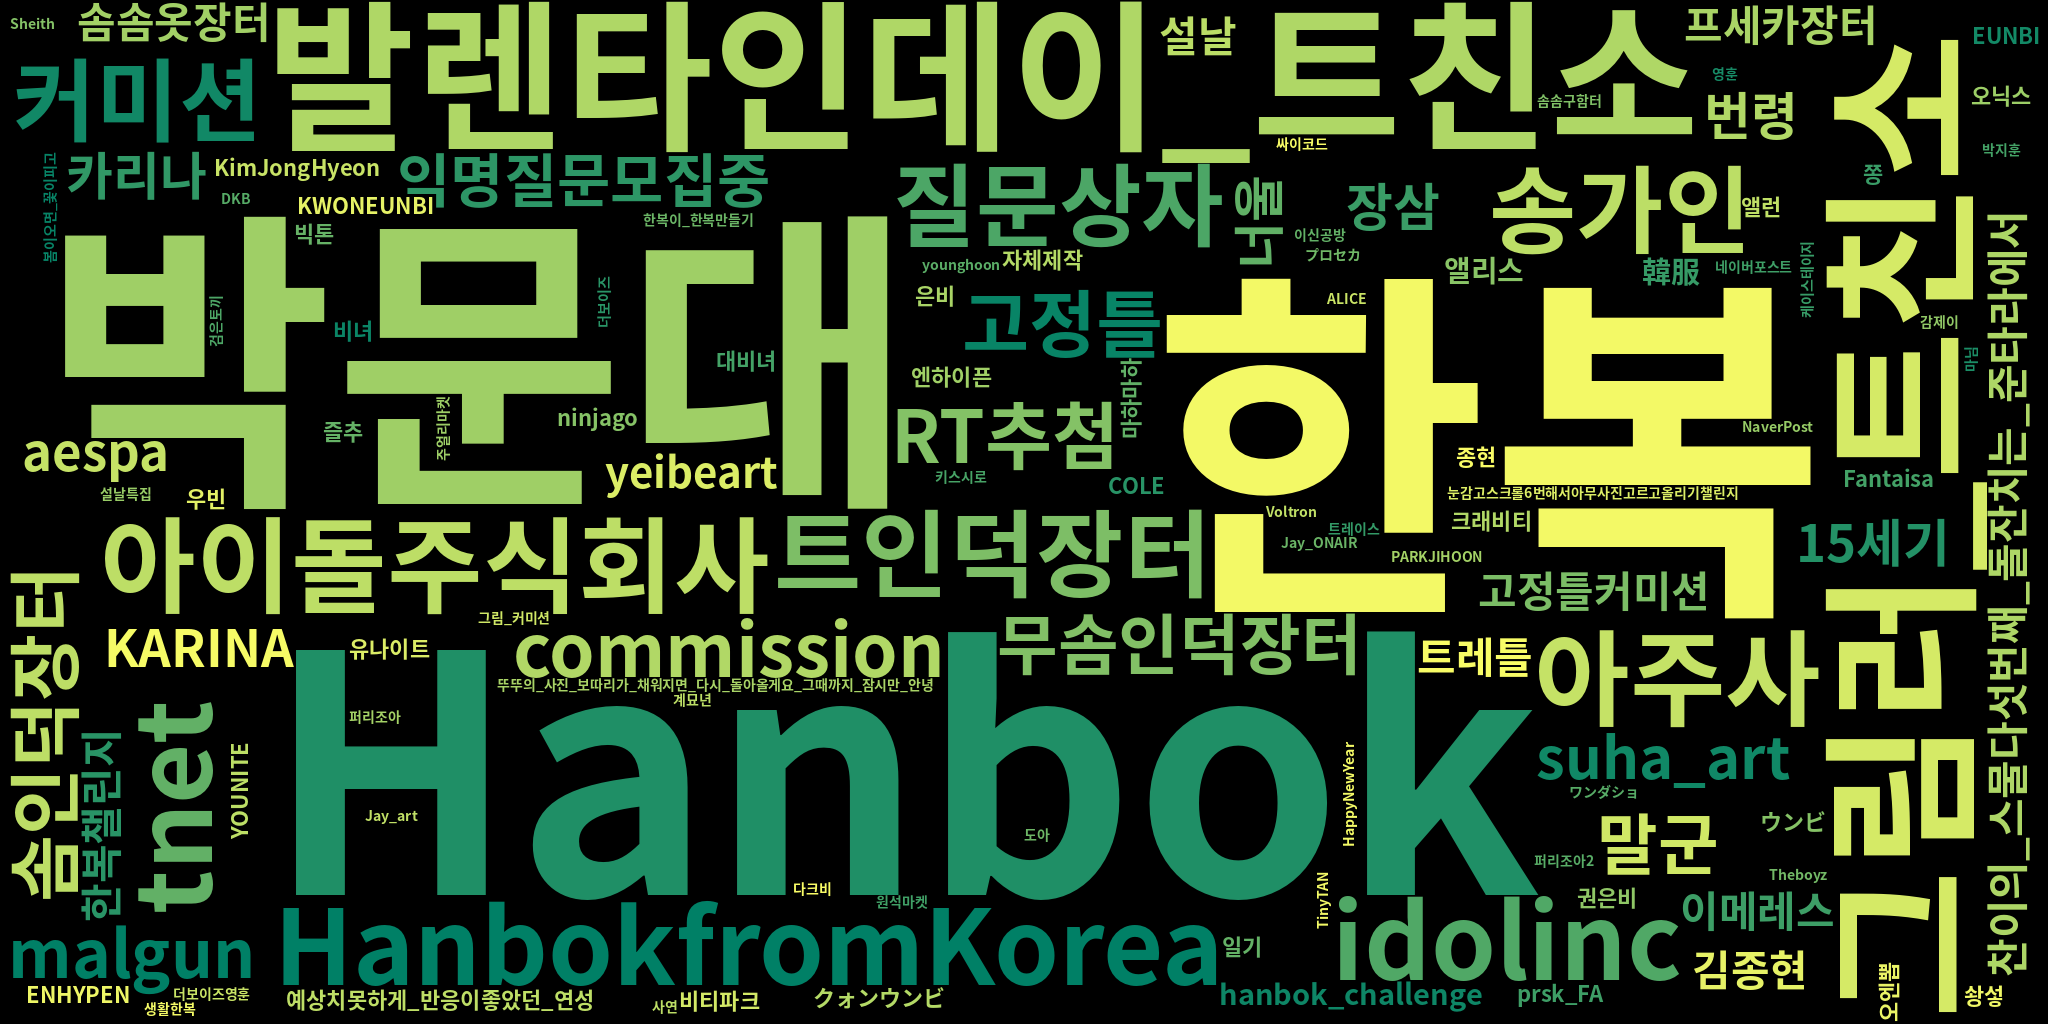 Sheith
솜솜옷장터
발렌타인데이_트친소
설날
프세카장터
EUNBI
커미션
영훈
오닉스
솜솜구함터
번령
싸이코드
박지훈
트친소_그림러
카리나
KimJongHyeon
익명질문모집중
질문상자
너울
장삼
송가인
쫑
봄이오면_꽃이피고
DKB
KWONEUNBI
한복이_한복만들기
앨런
빅톤
이신공방
プロセカ
younghoon
자체제작
앨리스
韓服
네이버포스트
케이스테이지
찬이의_스물다섯번째_돌잔치는_준타라에서
박문대
검은토끼
비녀
더보이즈
은비
고정틀
ALICE
한복
감제이
마님
대비녀
엔하이픈
마하마하
즐추
주얼리마켓
ninjago
RT추첨
NaverPost
aespa
yeibeart
종현
키스시로
COLE
Fantaisa
설날특집
우빈
눈감고스크롤6번해서아무사진고르고올리기챌린지
Voltron
크래비티
트레이스
Jay_ONAIR
PARKJIHOON
15세기
아이돌주식회사
트인덕장터
고정틀커미션
솜인덕장터
그림_커미션
KARINA
유나이트
commission
무솜인덕장터
트레틀
아주사
뚜뚜의_사진_보따리가_채워지면_다시_돌아올게요_그때까지_잠시만_안녕
계묘년
퍼리조아
tnet
한복챌린지
YOUNITE
Hanbok
HappyNewYear
suha_art
ワンダショ
Jay_art
도아
말군
ウンビ
퍼리조아2
Theboyz
다크비
원석마켓
TinyTAN
권은비
이메레스
HanbokfromKorea
idolinc
malgun
일기
김종현
오엔뿝
ENHYPEN
더보이즈영훈
생활한복
예상치못하게_반응이좋았던_연성
사연
비티파크
クォンウンビ
hanbok_challenge
prsk_FA